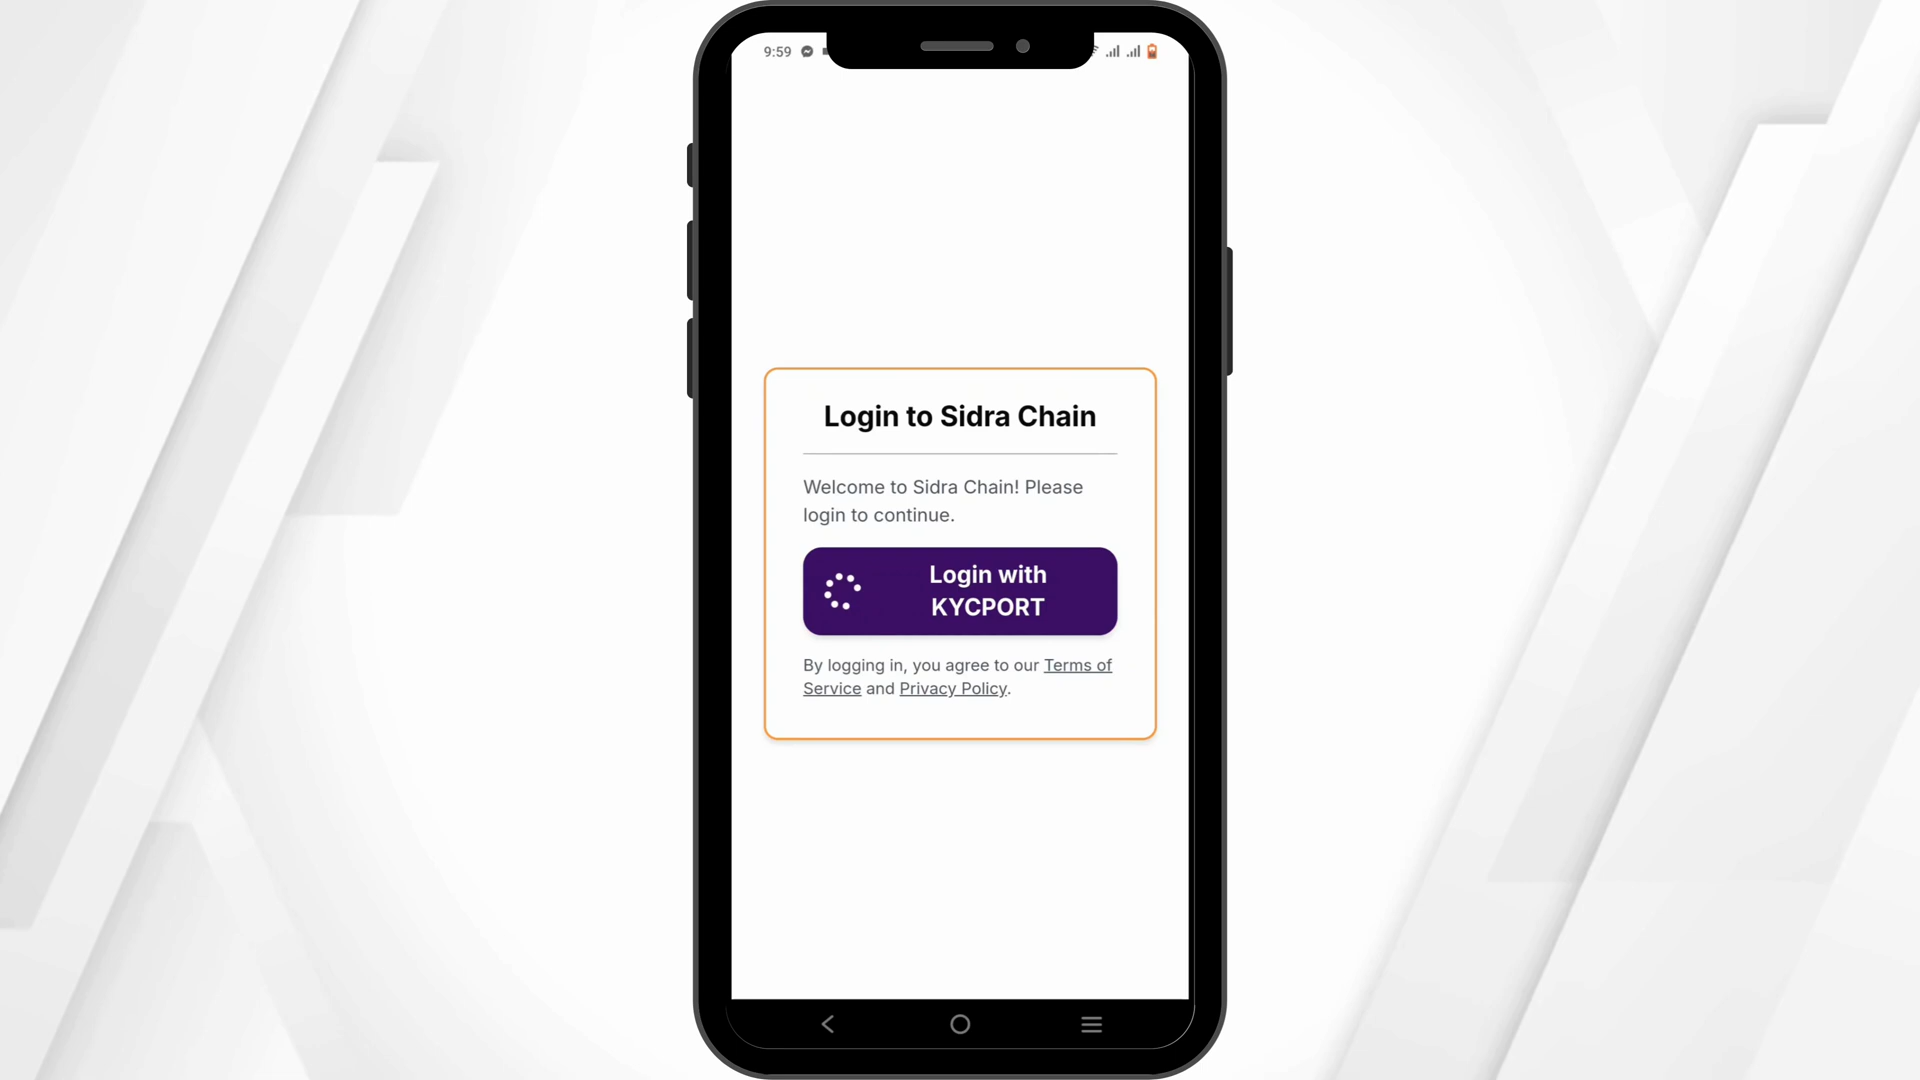 9:59
Login to Sidra Chain
Welcome to Sidra Chain! Please
login to continue.
Login with
KYCPORT
By logging in, you agree to our Terms of
Service and Privacy Policy.